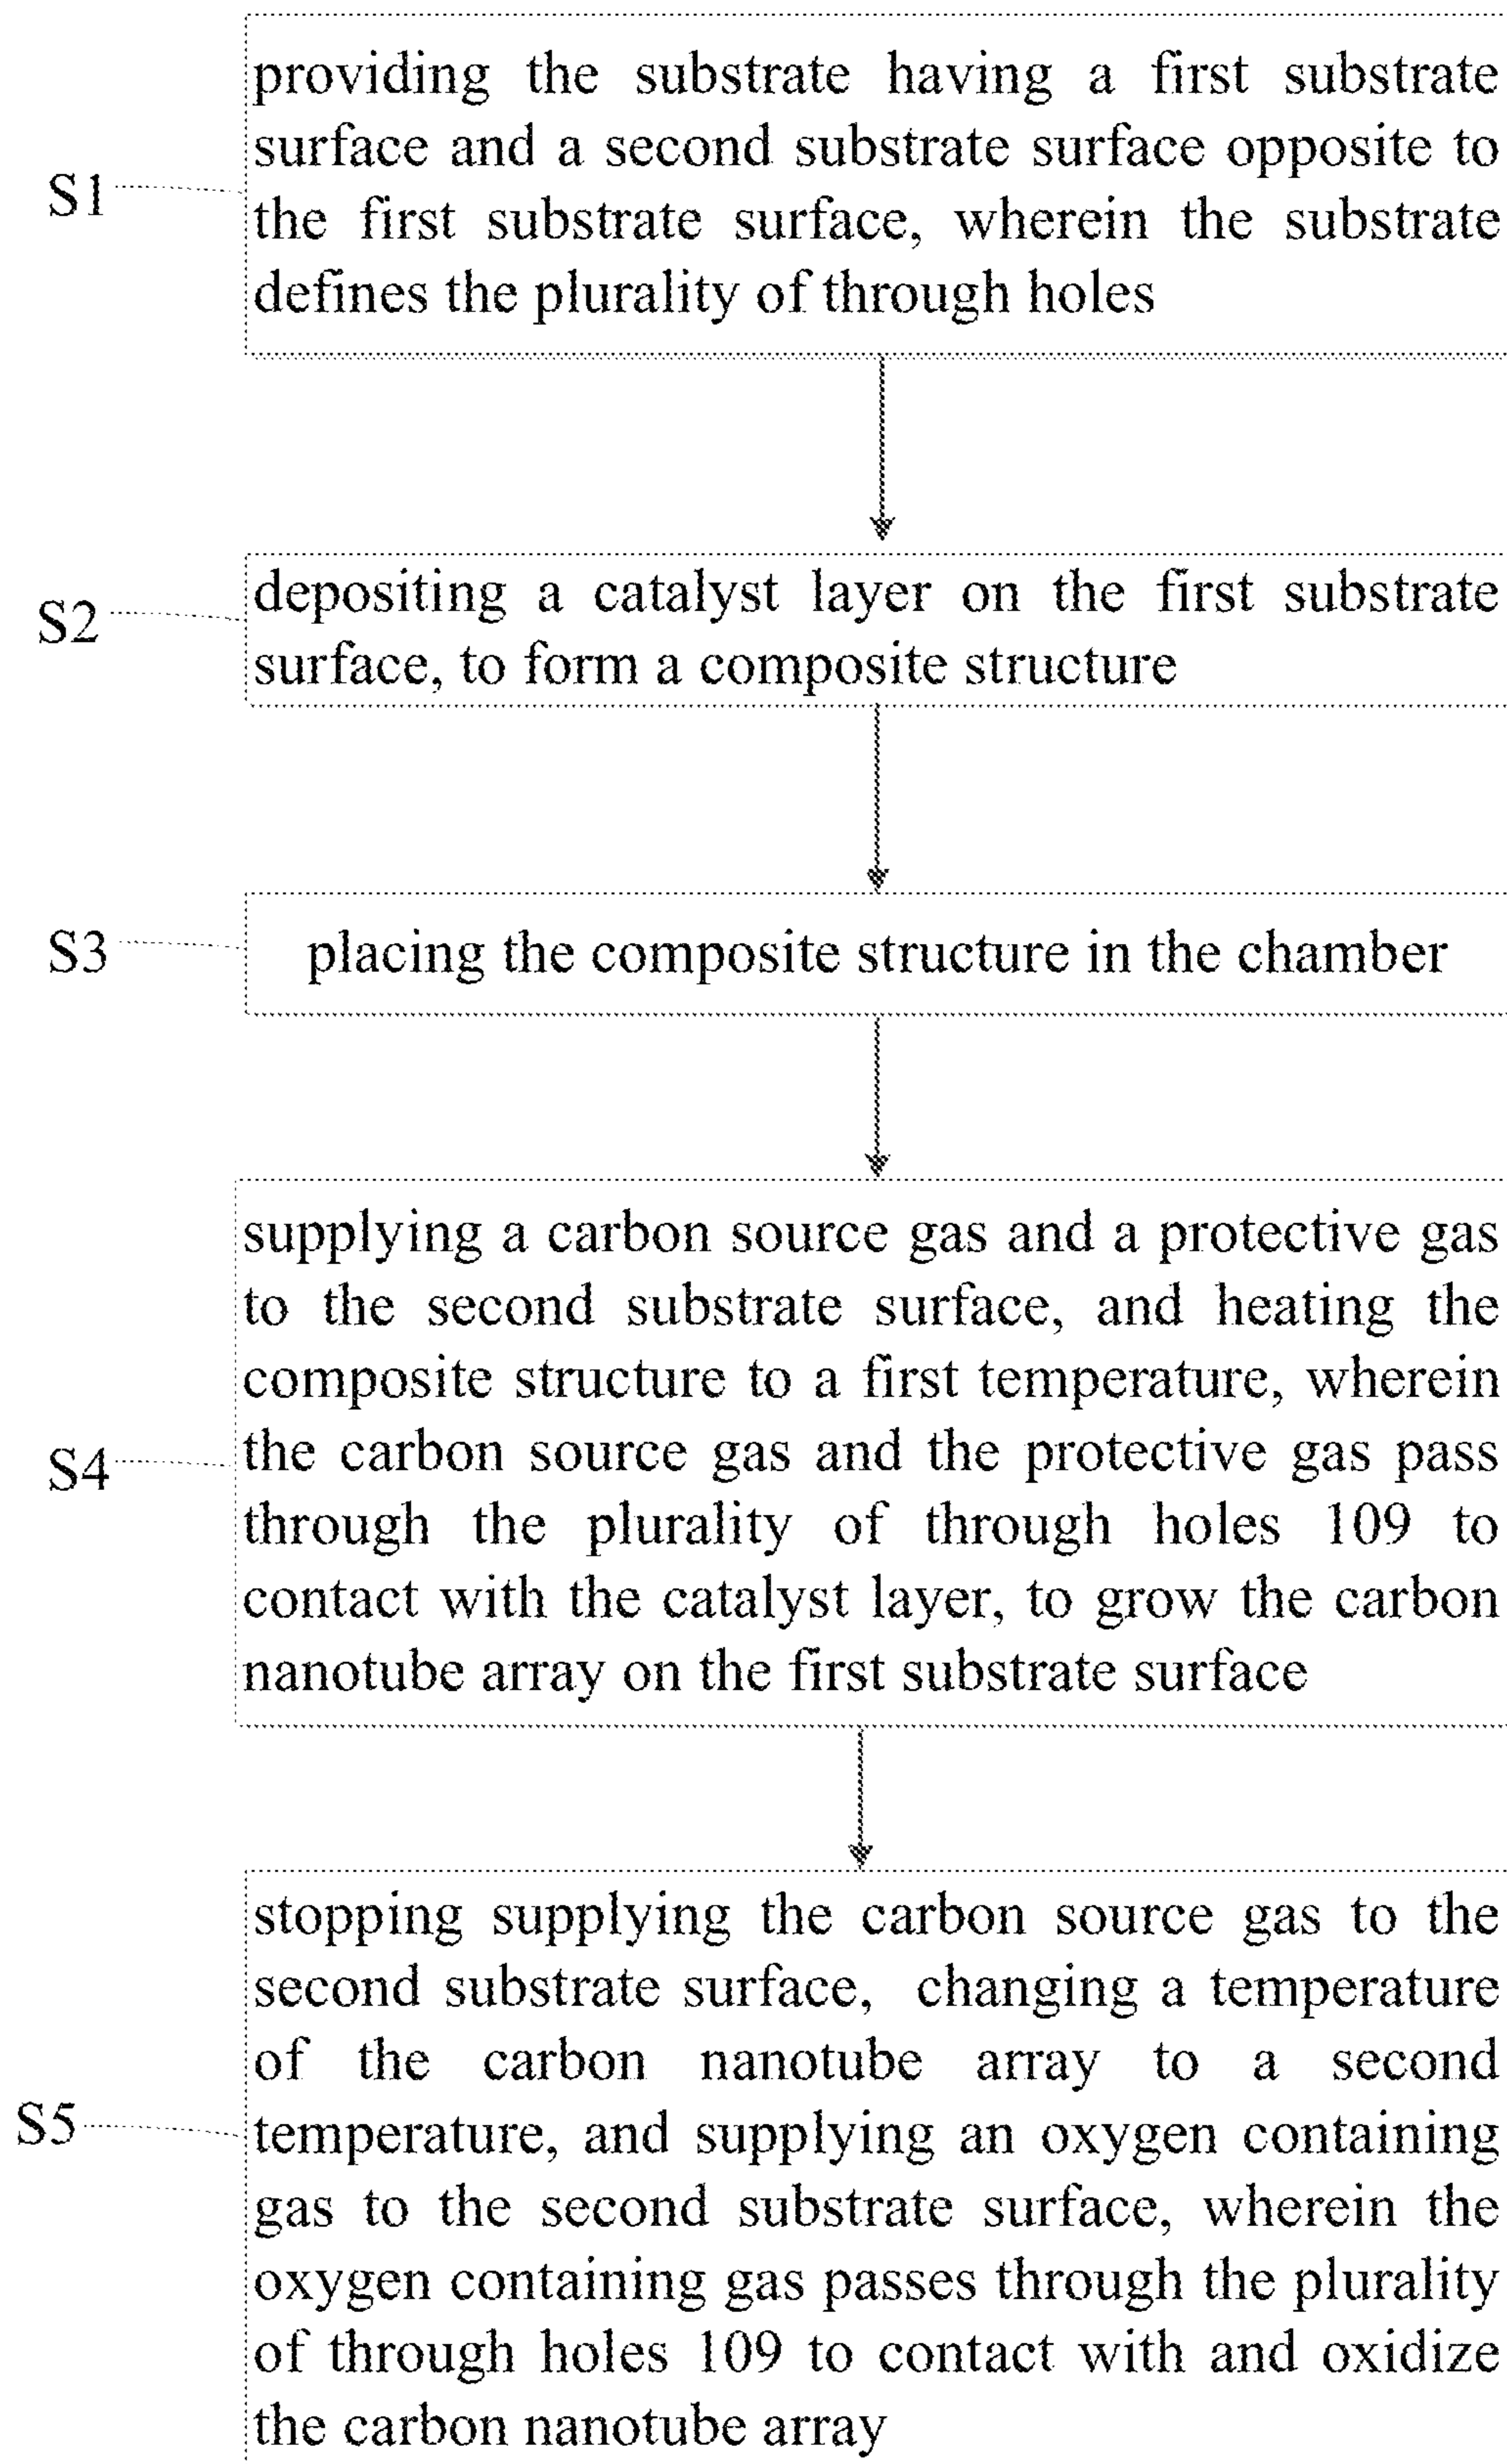 providing the substrate having a first substrate
surface and a second substrate surface opposite to
S1
the first substrate surface, wherein the substrate
defines the plurality of through holes
depositing a catalyst layer on the first substrate
S2
surface, to form a composite structure
S3
placing the composite structure in the chamber
supplying a carbon source gas and a protective gas
to the second substrate surface, and heating the
composite structure to a first temperature, wherein
the carbon source gas and the protective gas pass
S4
through the plurality of through holes 109 to
contact with the catalyst layer, to grow the carbon
nanotube array on the first substrate surface
stopping supplying the carbon source gas to the
second substrate surface, changing a temperature
of the carbon nanotube array to a second
S5
temperature, and supplying an oxygen containing
gas to the second substrate surface, wherein the
oxygen containing gas passes through the plurality
of through holes 109 to contact with and oxidize
the carbon nanotube array